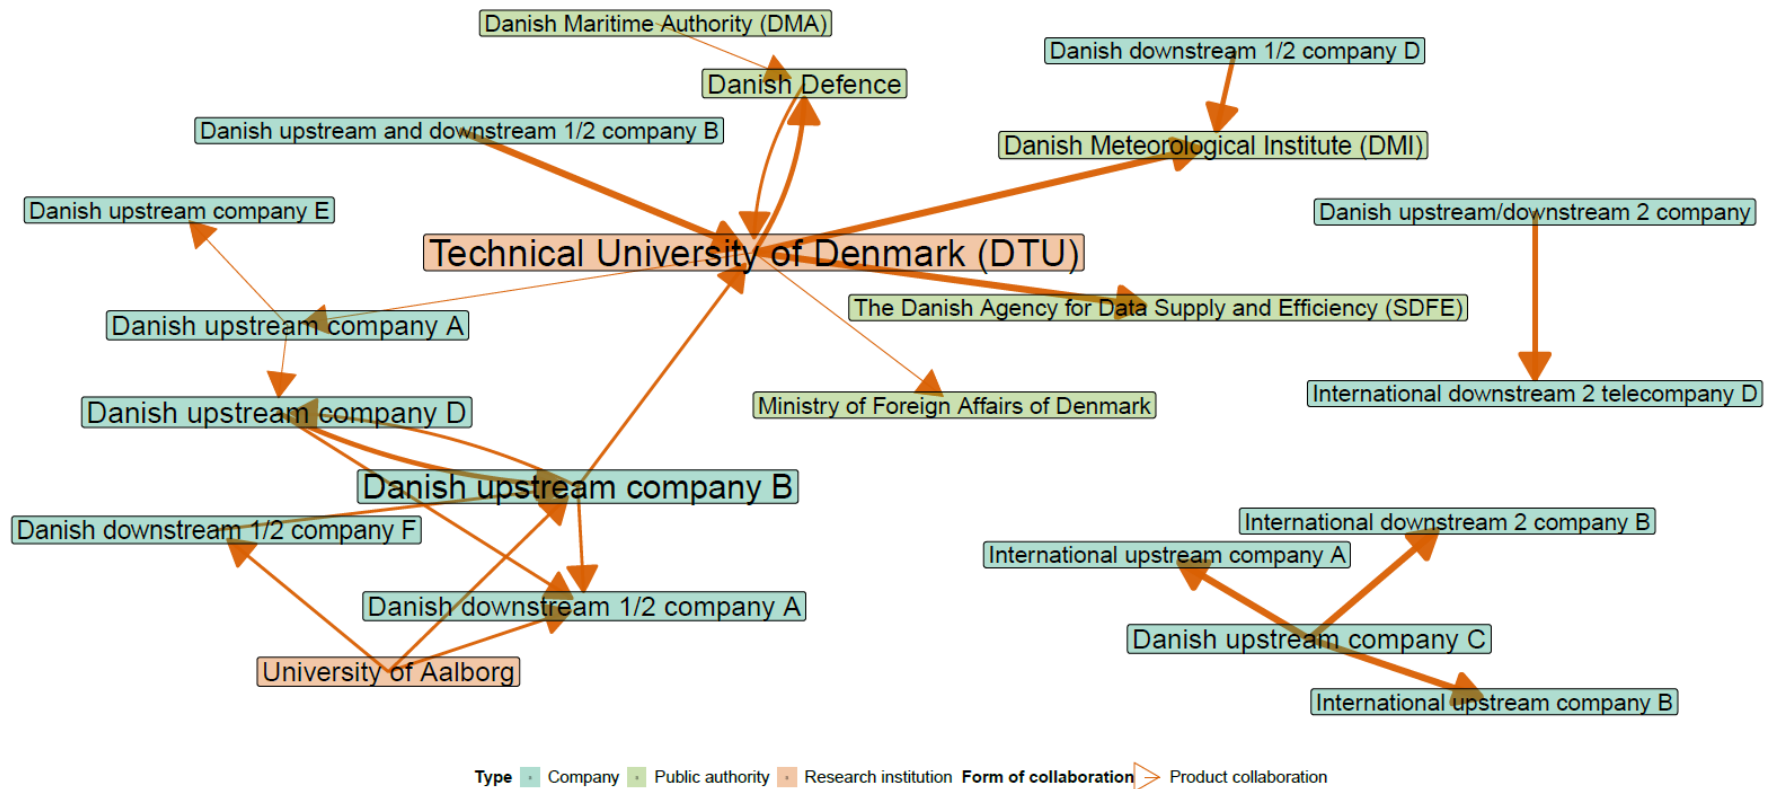 Danish Maritime Authority (DMA)
Danish downstream 1/2 company D
Danish Defence
Danish upstream and downstream 1/2 company B
Danish Meteorological Institute (DMI)
Danish upstream company E
Danish upstream/downstream 2 company
Technical University of Denmark (DTU)
The Danish Agency for Data Supply and Efficiency (SDFE)
Danish upstream company A
International downstream 2 telecompany D
Ministry of Foreign Affairs of Denmark
Danish upstream company D
Danish upstream company B
Danish downstream 1/2 company F
International downstream 2 company B
International upstream company A
Danish downstream 1/2 company A
Danish upstream company C
University of Aalborg
International upstream company B
Type Company Public authority Research institution Form of collaboration Product collaboration